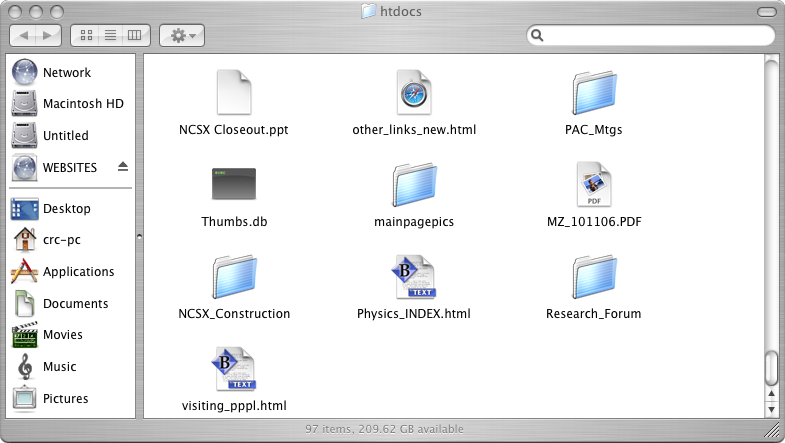 htdocs
Network
Macintosh HD
Untitled
WEBSITES
Desktop
crc-pc
Applications
Documents
Movies
Music
Pictures
NCSX Closeout.ppt
other_links_new.html
PAC_Mtgs
Thumbs.db
mainpagepics
PDF
MZ_101106.PDF
NCSX_Construction
B
TEXT
Physics_INDEX.html
Research_Forum
B
TEXT
visiting_pppl.html
97 items, 209.62 GB available